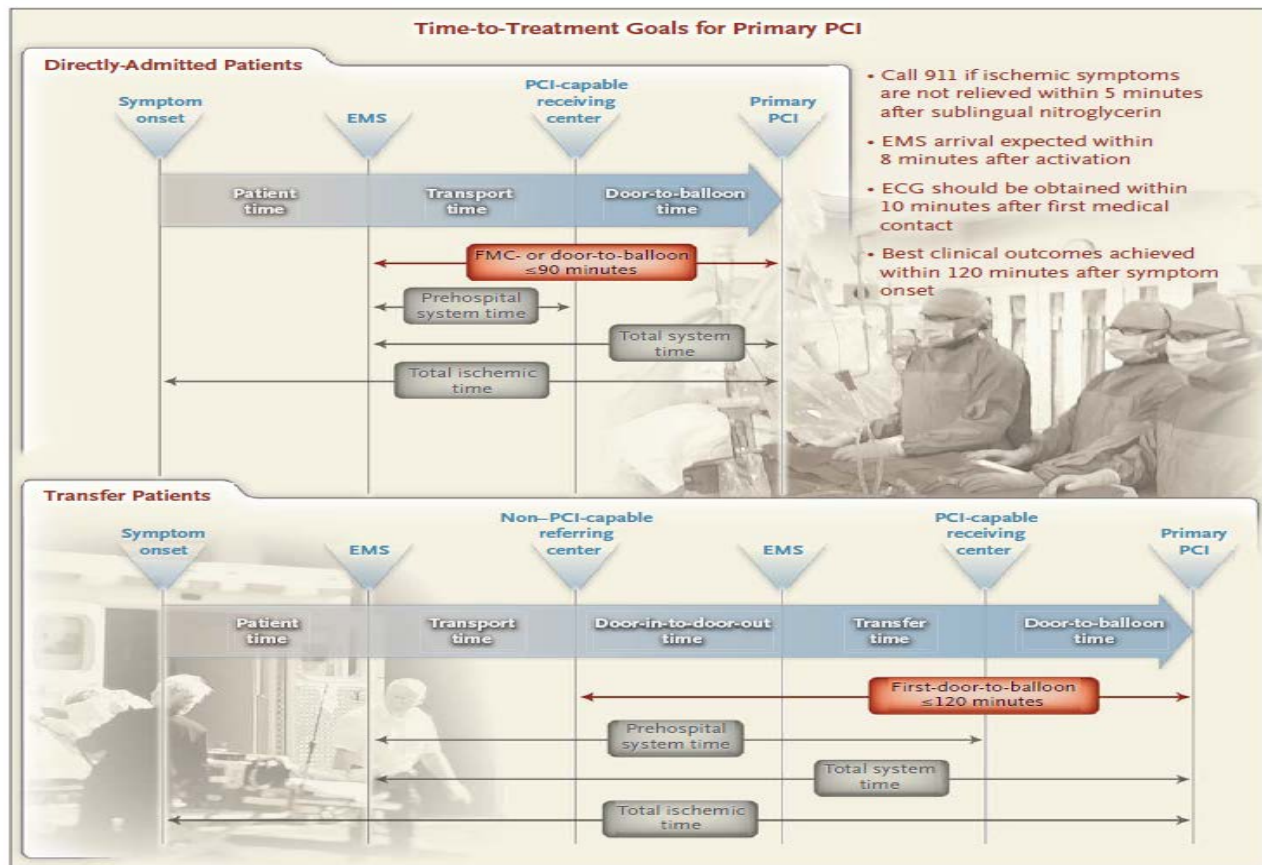 Time-to-Treatment Goals for Primary PCI
Directly-Admitted Patients
Symptom
onset
EMS
PCI-capable
receiving
center
Primary
PCI
Patient
time
Transport
time
Door-to-balloon
time
FMC- or door-to-balloon
≤90 minutes
Prehospital
system time
Total system
time
Total ischemic
time
• Call 911 if ischemic symptoms
are not relieved within 5 minutes
after sublingual nitroglycerin
• EMS arrival expected within
8 minutes after activation
• ECG should be obtained within
10 minutes after first medical
contact
• Best clinical outcomes achieved
within 120 minutes after symptom
onset
Transfer Patients
Symptom
onset
EMS
Non–PCI-capable
referring
center
EMS
PCI-capable
receiving
center
Primary
PCI
Patient
time
Transport
time
Door-in-to-door-out
time
Transfer
time
Door-to-balloon
time
First-door-to-balloon
≤120 minutes
Prehospital
system time
Total system
time
Total ischemic
time